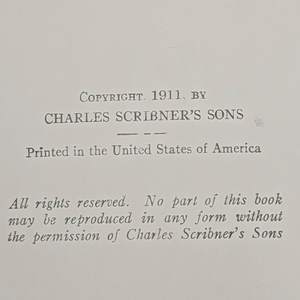 COPYRIGHT, 1911, BY
CHARLES SCRIBNER'S SONS
Printed in the United States of America
All rights reserved. No part of this book
may be reproduced in any form without
the permission of Charles Scribner's Sons